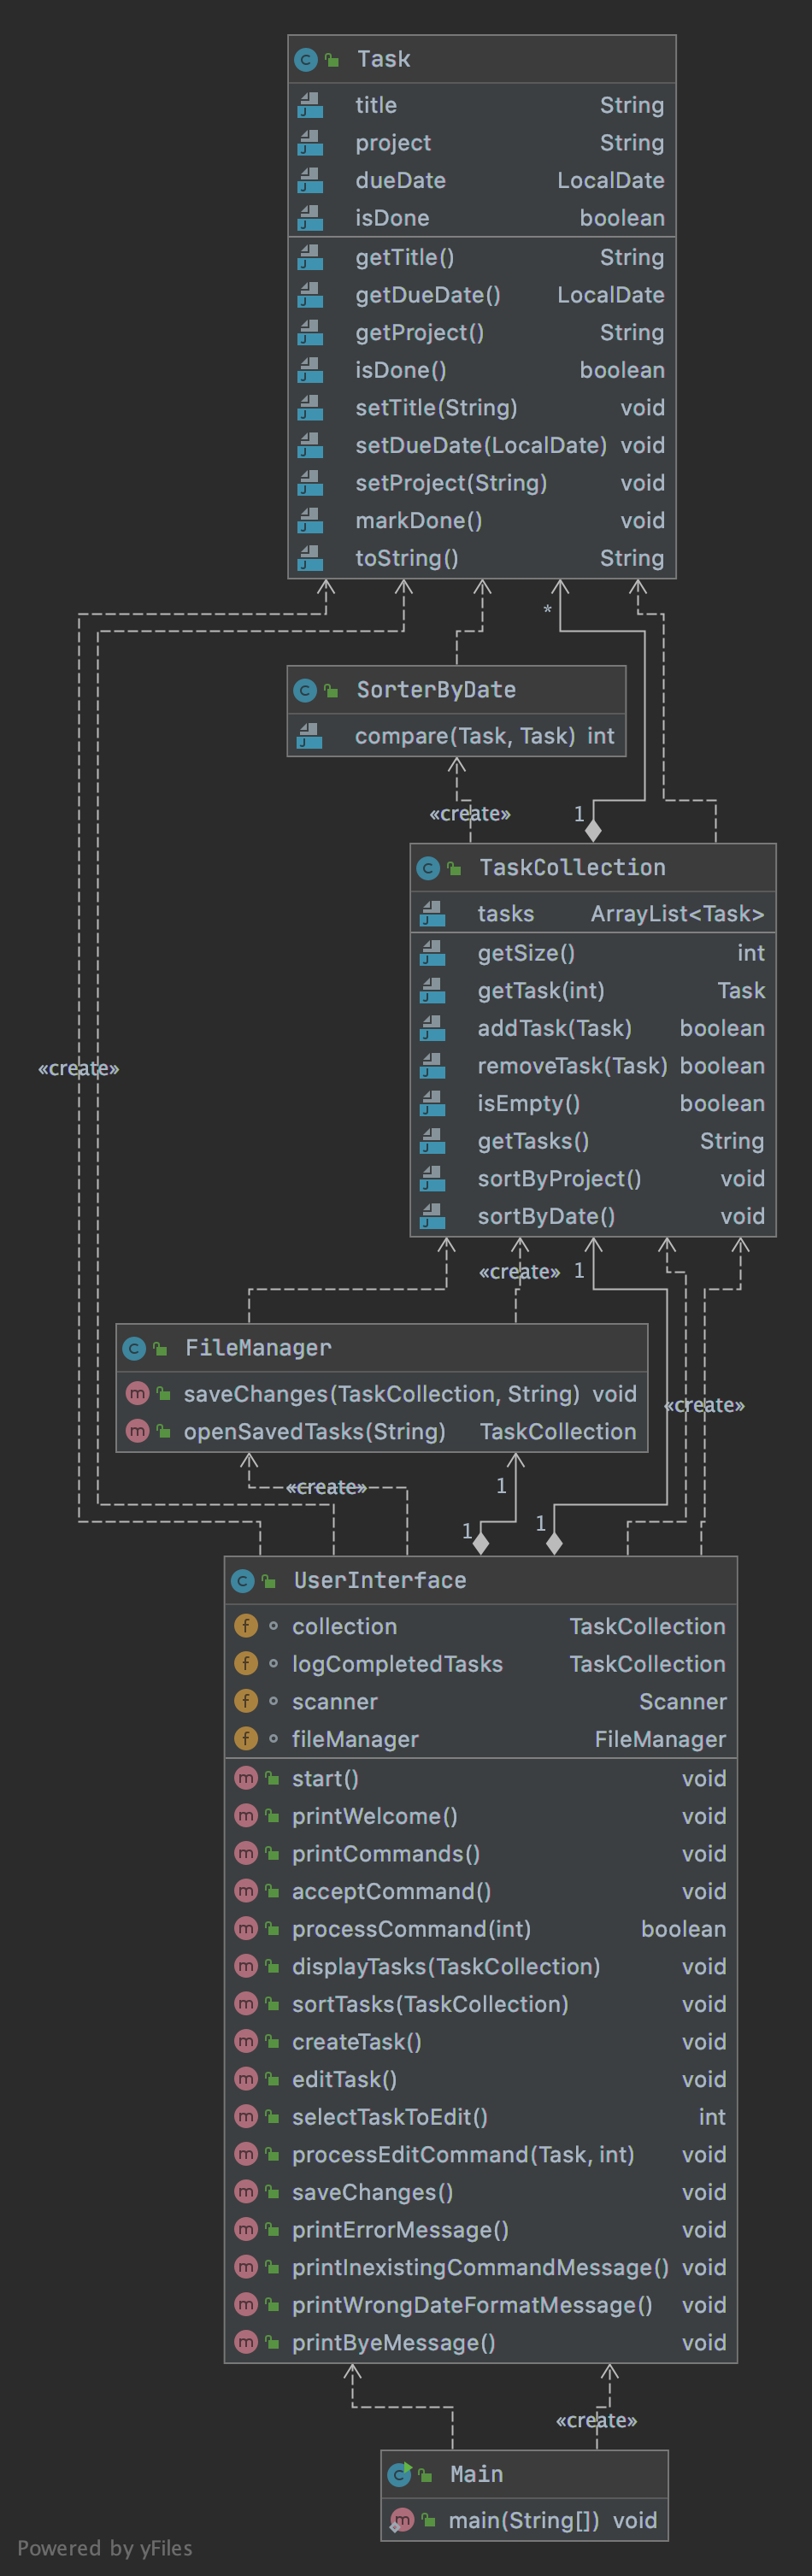 Task
title String
project String
dueDate LocalDate
isDone boolean
getTitle() String
getDueDate() LocalDate
getProject() String
isDone() boolean
setTitle(String) void
setDueDate(LocalDate) void
setProject(String) void
markDone() void
toString() String
*
SorterByDate
compare(Task, Task) int
«create» 1
TaskCollection
tasks ArrayList<Task>
getSize() int
getTask(int) Task
addTask(Task) boolean
«create»
removeTask(Task) boolean
isEmpty() boolean
getTasks() String
sortByProject() void
sortByDate() void
«create» 1
FileManager
saveChanges(TaskCollection, String) void
«create»
openSavedTasks(String) TaskCollection
«create» 1
1 1
UserInterface
collection TaskCollection
logCompletedTasks TaskCollection
scanner Scanner
fileManager FileManager
start() void
printWelcome() void
printCommands() void
acceptCommand() void
processCommand(int) boolean
displayTasks(TaskCollection) void
sortTasks(TaskCollection) void
createTask() void
editTask() void
selectTaskToEdit() int
processEditCommand(Task, int) void
saveChanges() void
printErrorMessage() void
printInexistingCommandMessage() void
printWrongDateFormatMessage() void
printByeMessage() void
«create»
Main
main(String[]) void
Powered by yFiles